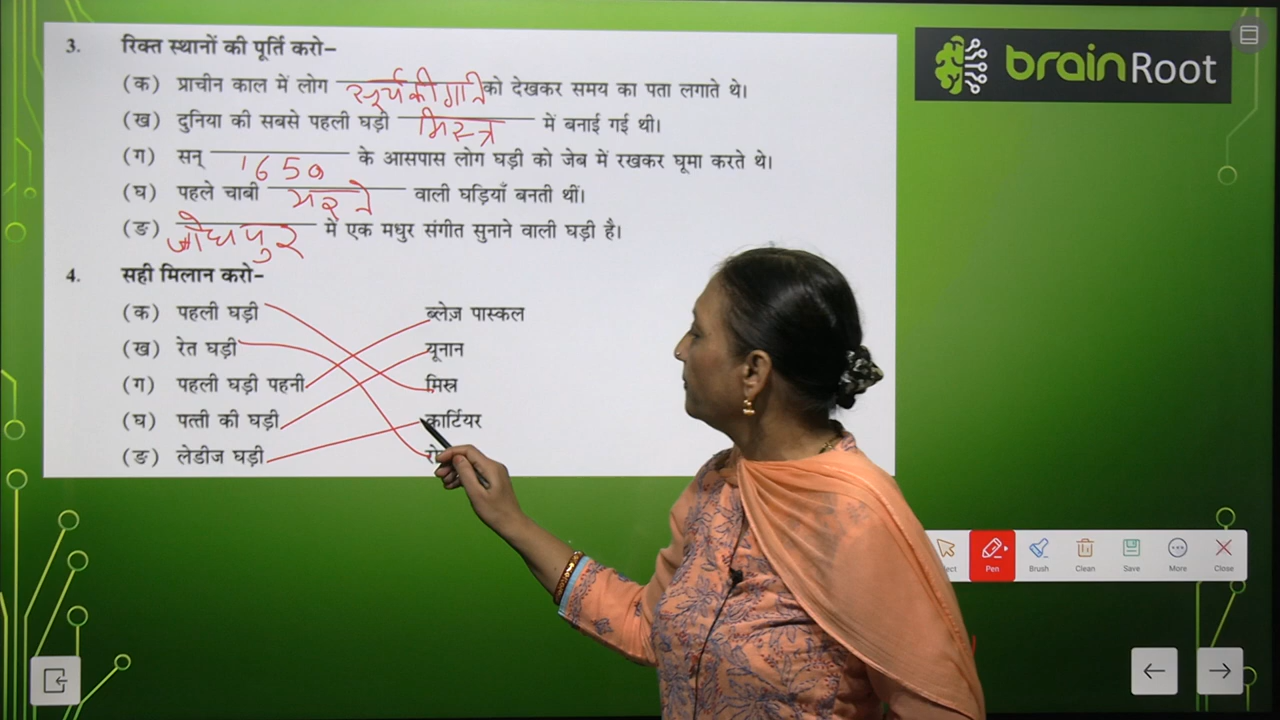 brainRoot
3. रिक्त स्थानों की पूर्ति करो–
(क) प्राचीन काल में लोग सूर्य की गति को देखकर समय का पता लगाते थे।
(ख) दुनिया की सबसे पहली घड़ी मिस्त्र में बनाई गई थी।
(ग) सन् 1650 के आसपास लोग घड़ी को जेब में रखकर घूमा करते थे।
(घ) पहले चाबी भरने वाली घड़ियाँ बनती थीं।
(ङ) जोधपुर में एक मधुर संगीत सुनाने वाली घड़ी है।
4. सही मिलान करो–
(क) पहली घड़ी ब्लेज़ पास्कल
(ख) रेत घड़ी यूनान
(ग) पहली घड़ी पहनी मिस्र
(घ) पत्ती की घड़ी कार्टियर
(ङ) लेडीज घड़ी
Pen Brush Clean Save More Close